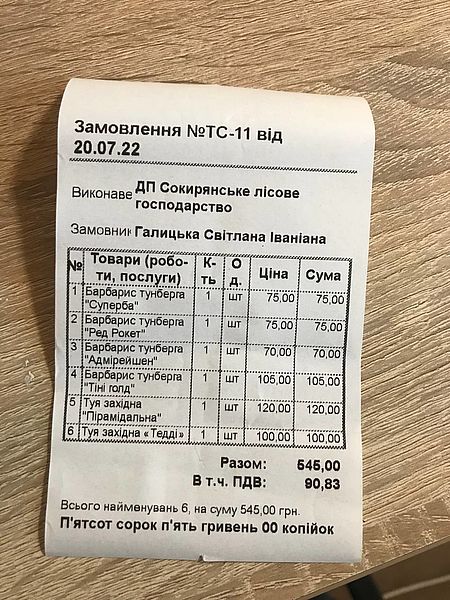 Замовлення №ТС-11 від
20.07.22
Виконаве ДП Сокирянське лісове
господарство
Замовник Галицька Світлана Іваніана
№ Товари (робо- К- О Ціна Сума
ти, послуги) ть д.
1 Барбарис тунберга 1 шт 75,00 75,00
"Суперба"
2 Барбарис тунберга 1 шт 75,00 75,00
"Ред Рокет"
3 Барбарис тунберга 1 шт 70,00 70,00
"Адмірейшен"
4 Барбарис тунберга 1 шт 105,00 105,00
"Тіні голд"
5 Туя західна 1 шт 120,00 120,00
"Пірамідальна"
6 Туя західна «Тедді» 1 шт 100,00 100,00
Разом: 545,00
В т.ч. ПДВ: 90,83
Всього найменувань 6, на суму 545,00 грн.
П'ятсот сорок п'ять гривень 00 копійок